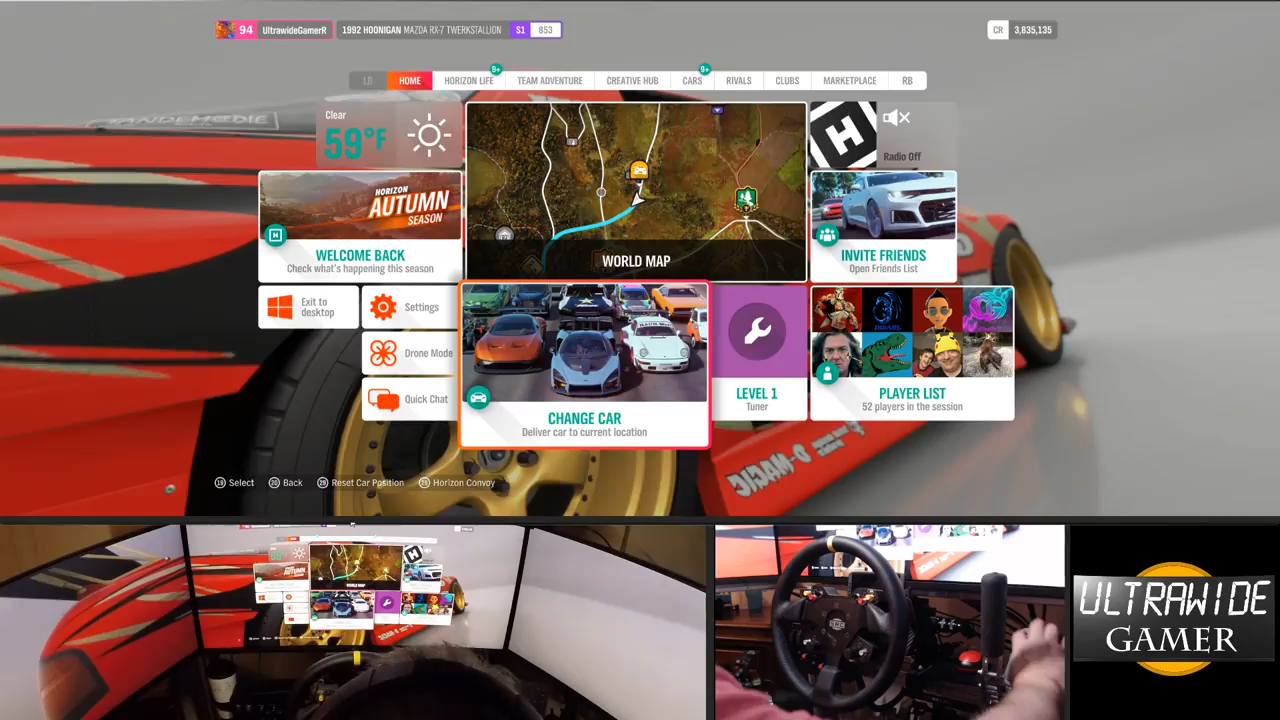 94 UltrawideGamerR 1992 HOONIGAN MAZDA RX-7 TWERKSTALLION S1 853
CR 3,835,135
LB HOME HORIZON LIFE 9+ TEAM ADVENTURE CREATIVE HUB CARS 9+ RIVALS CLUBS MARKETPLACE RB
Clear
59°F
Radio Off
HORIZON
AUTUMN
SEASON
WELCOME BACK
Check what's happening this season
WORLD MAP
INVITE FRIENDS
Open Friends List
Exit to
desktop
Settings
Drone Mode
Quick Chat
CHANGE CAR
Deliver car to current location
LEVEL 1
Tuner
PLAYER LIST
52 players in the session
Select
Back
Reset Car Position
Horizon Convoy
ULTRAWIDE
GAMER